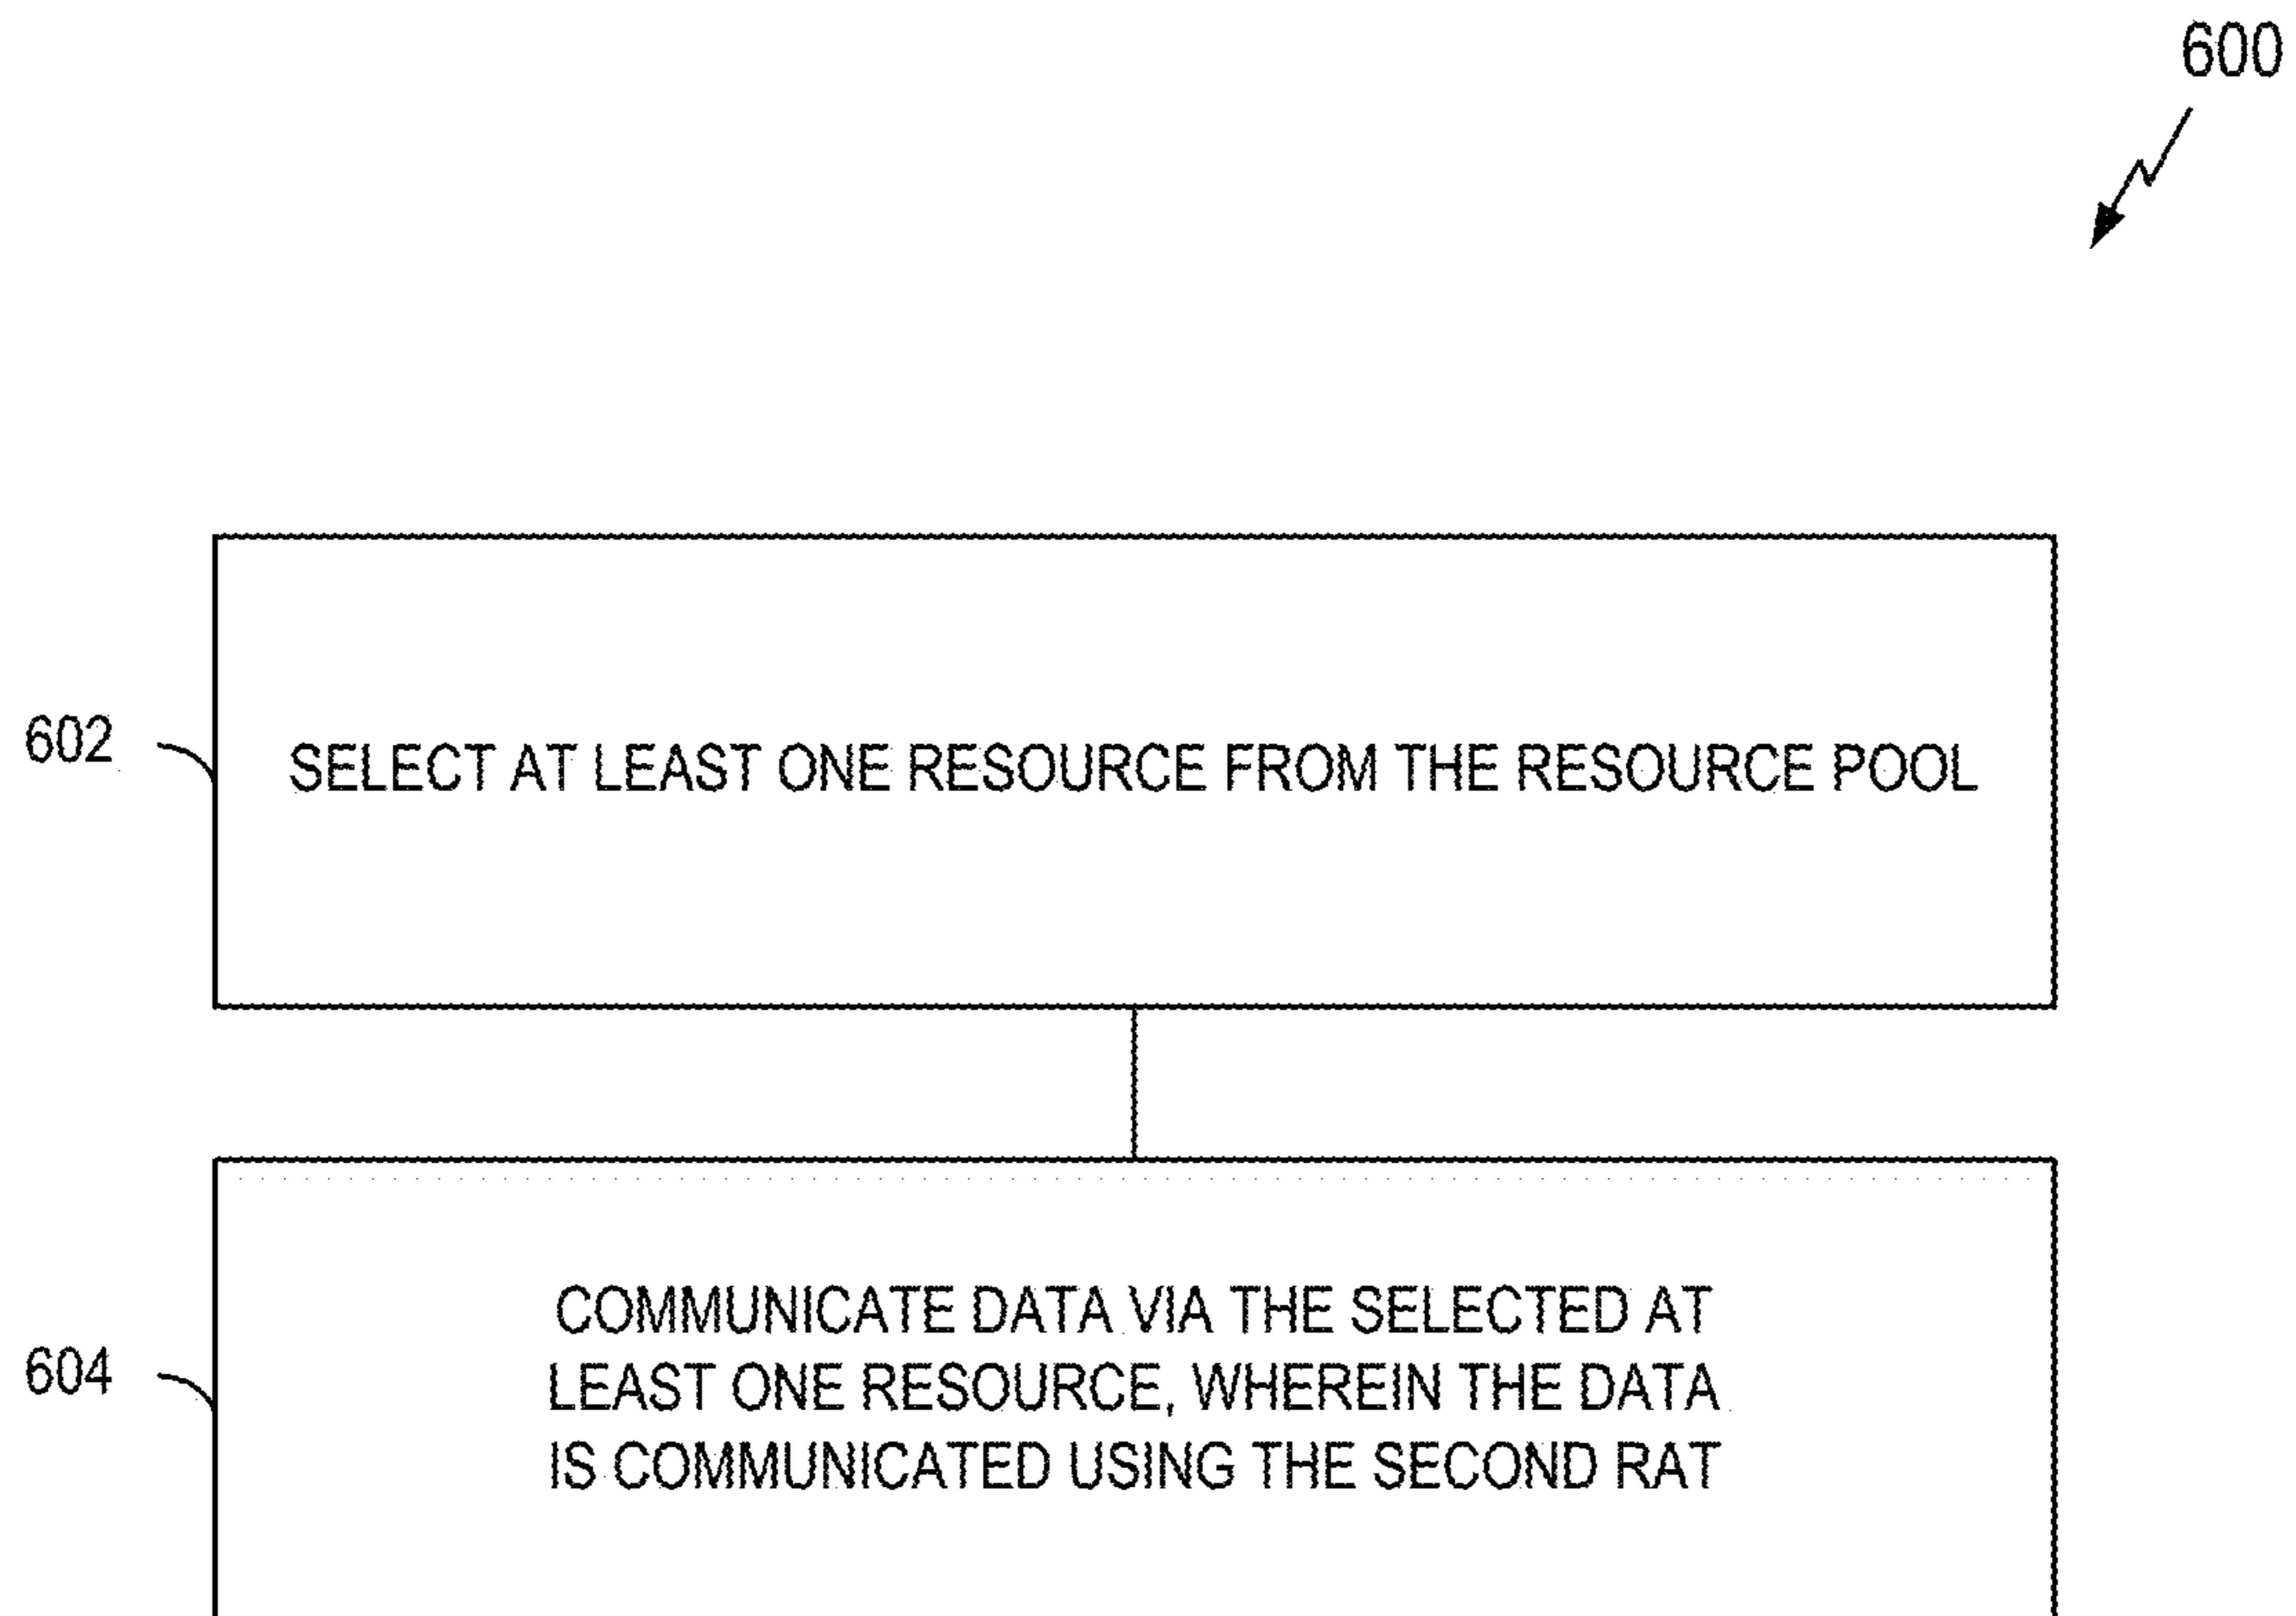 600
602
SELECT AT LEAST ONE RESOURCE FROM THE RESOURCE POOL
604
COMMUNICATE DATA VIA THE SELECTED AT
LEAST ONE RESOURCE, WHEREIN THE DATA
IS COMMUNICATED USING THE SECOND RAT